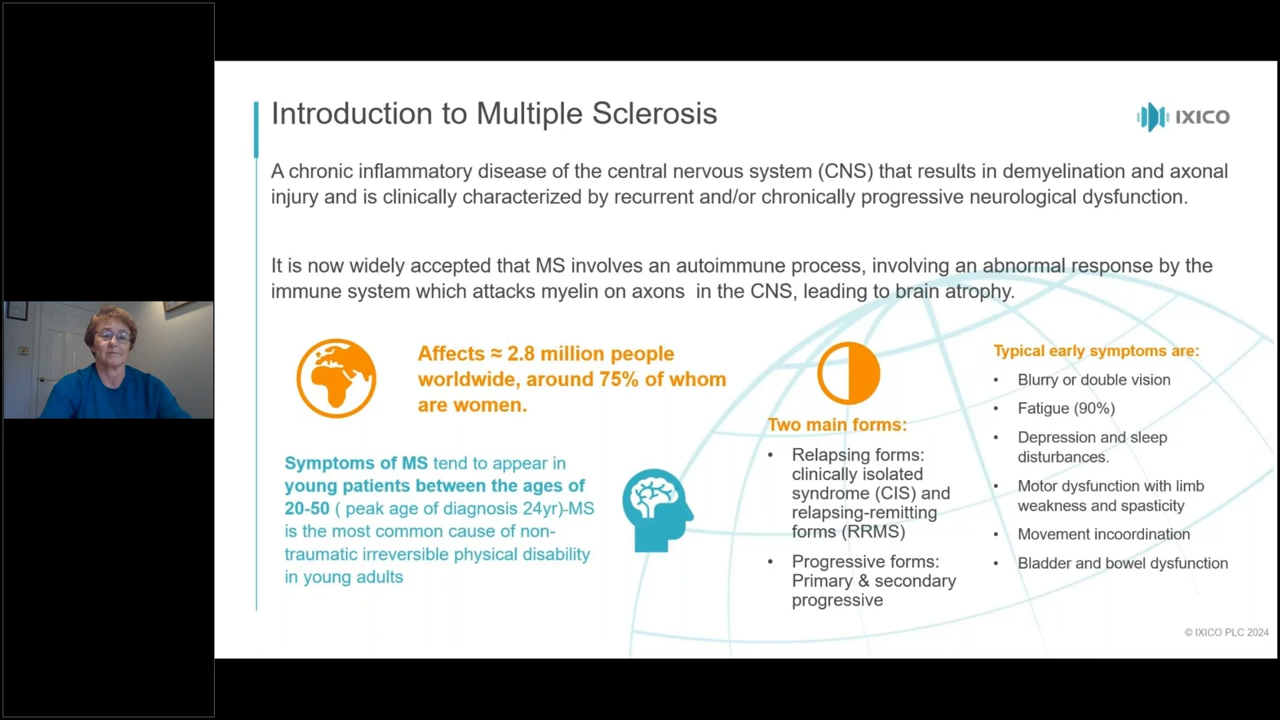 Introduction to Multiple Sclerosis
IXICO
A chronic inflammatory disease of the central nervous system (CNS) that results in demyelination and axonal
injury and is clinically characterized by recurrent and/or chronically progressive neurological dysfunction.
It is now widely accepted that MS involves an autoimmune process, involving an abnormal response by the
immune system which attacks myelin on axons  in the CNS, leading to brain atrophy.
Affects ≈ 2.8 million people
worldwide, around 75% of whom
are women.
Symptoms of MS tend to appear in
young patients between the ages of
20-50 ( peak age of diagnosis 24yr)-MS
is the most common cause of non-
traumatic irreversible physical disability
in young adults
Two main forms:
• Relapsing forms:
clinically isolated
syndrome (CIS) and
relapsing-remitting
forms (RRMS)
• Progressive forms:
Primary & secondary
progressive
Typical early symptoms are:
• Blurry or double vision
• Fatigue (90%)
• Depression and sleep
disturbances.
• Motor dysfunction with limb
weakness and spasticity
• Movement incoordination
• Bladder and bowel dysfunction
© IXICO PLC 2024